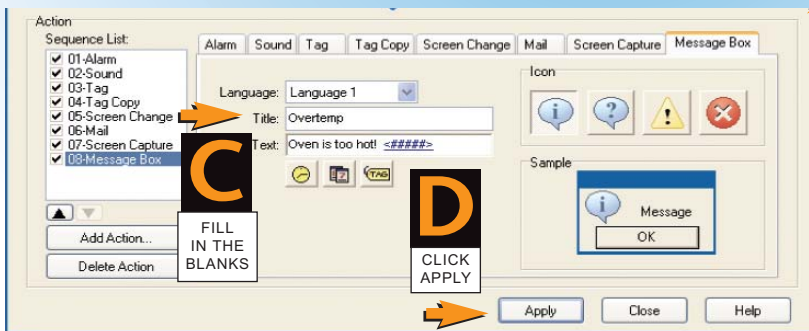 Action
Sequence List:
01-Alarm
02-Sound
03-Tag
04-Tag Copy
05-Screen Change
06-Mail
07-Screen Capture
08-Message Box
Add Action...
Delete Action
Alarm Sound Tag Tag Copy Screen Change Mail Screen Capture Message Box
Language: Language 1
Title: Overtemp
Text: Oven is too hot! <#####>
TAG
C
FILL
IN THE
BLANKS
D
CLICK
APPLY
Icon
Sample
Message
OK
Apply Close Help